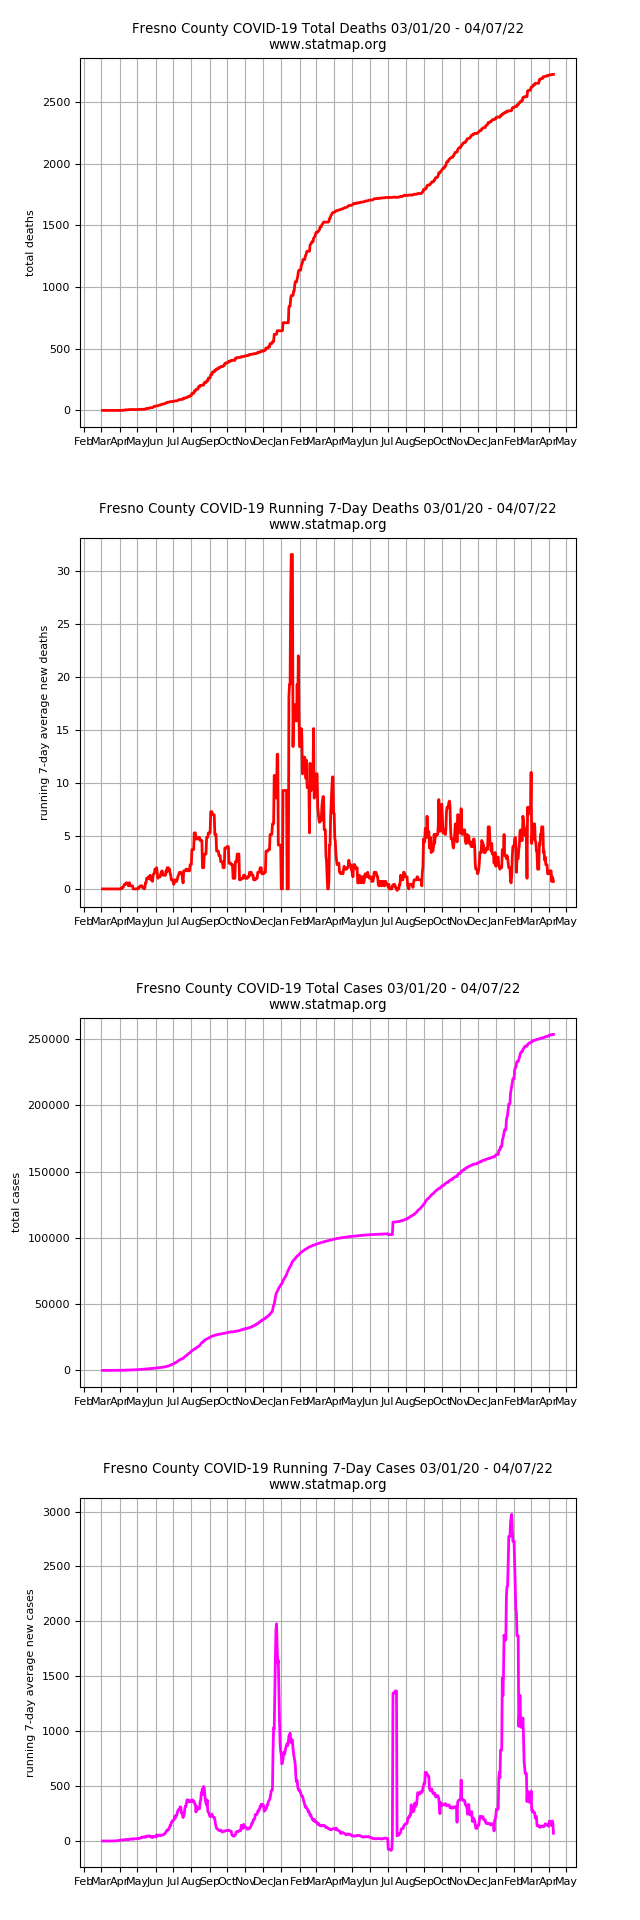 Fresno County COVID-19 Total Deaths 03/01/20 - 04/07/22
www.statmap.org
total deaths
2500
2000
1500
1000
500
0
Feb Mar Apr May Jun Jul Aug Sep Oct Nov Dec Jan Feb Mar Apr May Jun Jul Aug Sep Oct Nov Dec Jan Feb Mar Apr May
Fresno County COVID-19 Running 7-Day Deaths 03/01/20 - 04/07/22
www.statmap.org
running 7-day average new deaths
30
25
20
15
10
5
0
Feb Mar Apr May Jun Jul Aug Sep Oct Nov Dec Jan Feb Mar Apr May Jun Jul Aug Sep Oct Nov Dec Jan Feb Mar Apr May
Fresno County COVID-19 Total Cases 03/01/20 - 04/07/22
www.statmap.org
total cases
250000
200000
150000
100000
50000
0
Feb Mar Apr May Jun Jul Aug Sep Oct Nov Dec Jan Feb Mar Apr May Jun Jul Aug Sep Oct Nov Dec Jan Feb Mar Apr May
Fresno County COVID-19 Running 7-Day Cases 03/01/20 - 04/07/22
www.statmap.org
running 7-day average new cases
3000
2500
2000
1500
1000
500
0
Feb Mar Apr May Jun Jul Aug Sep Oct Nov Dec Jan Feb Mar Apr May Jun Jul Aug Sep Oct Nov Dec Jan Feb Mar Apr May